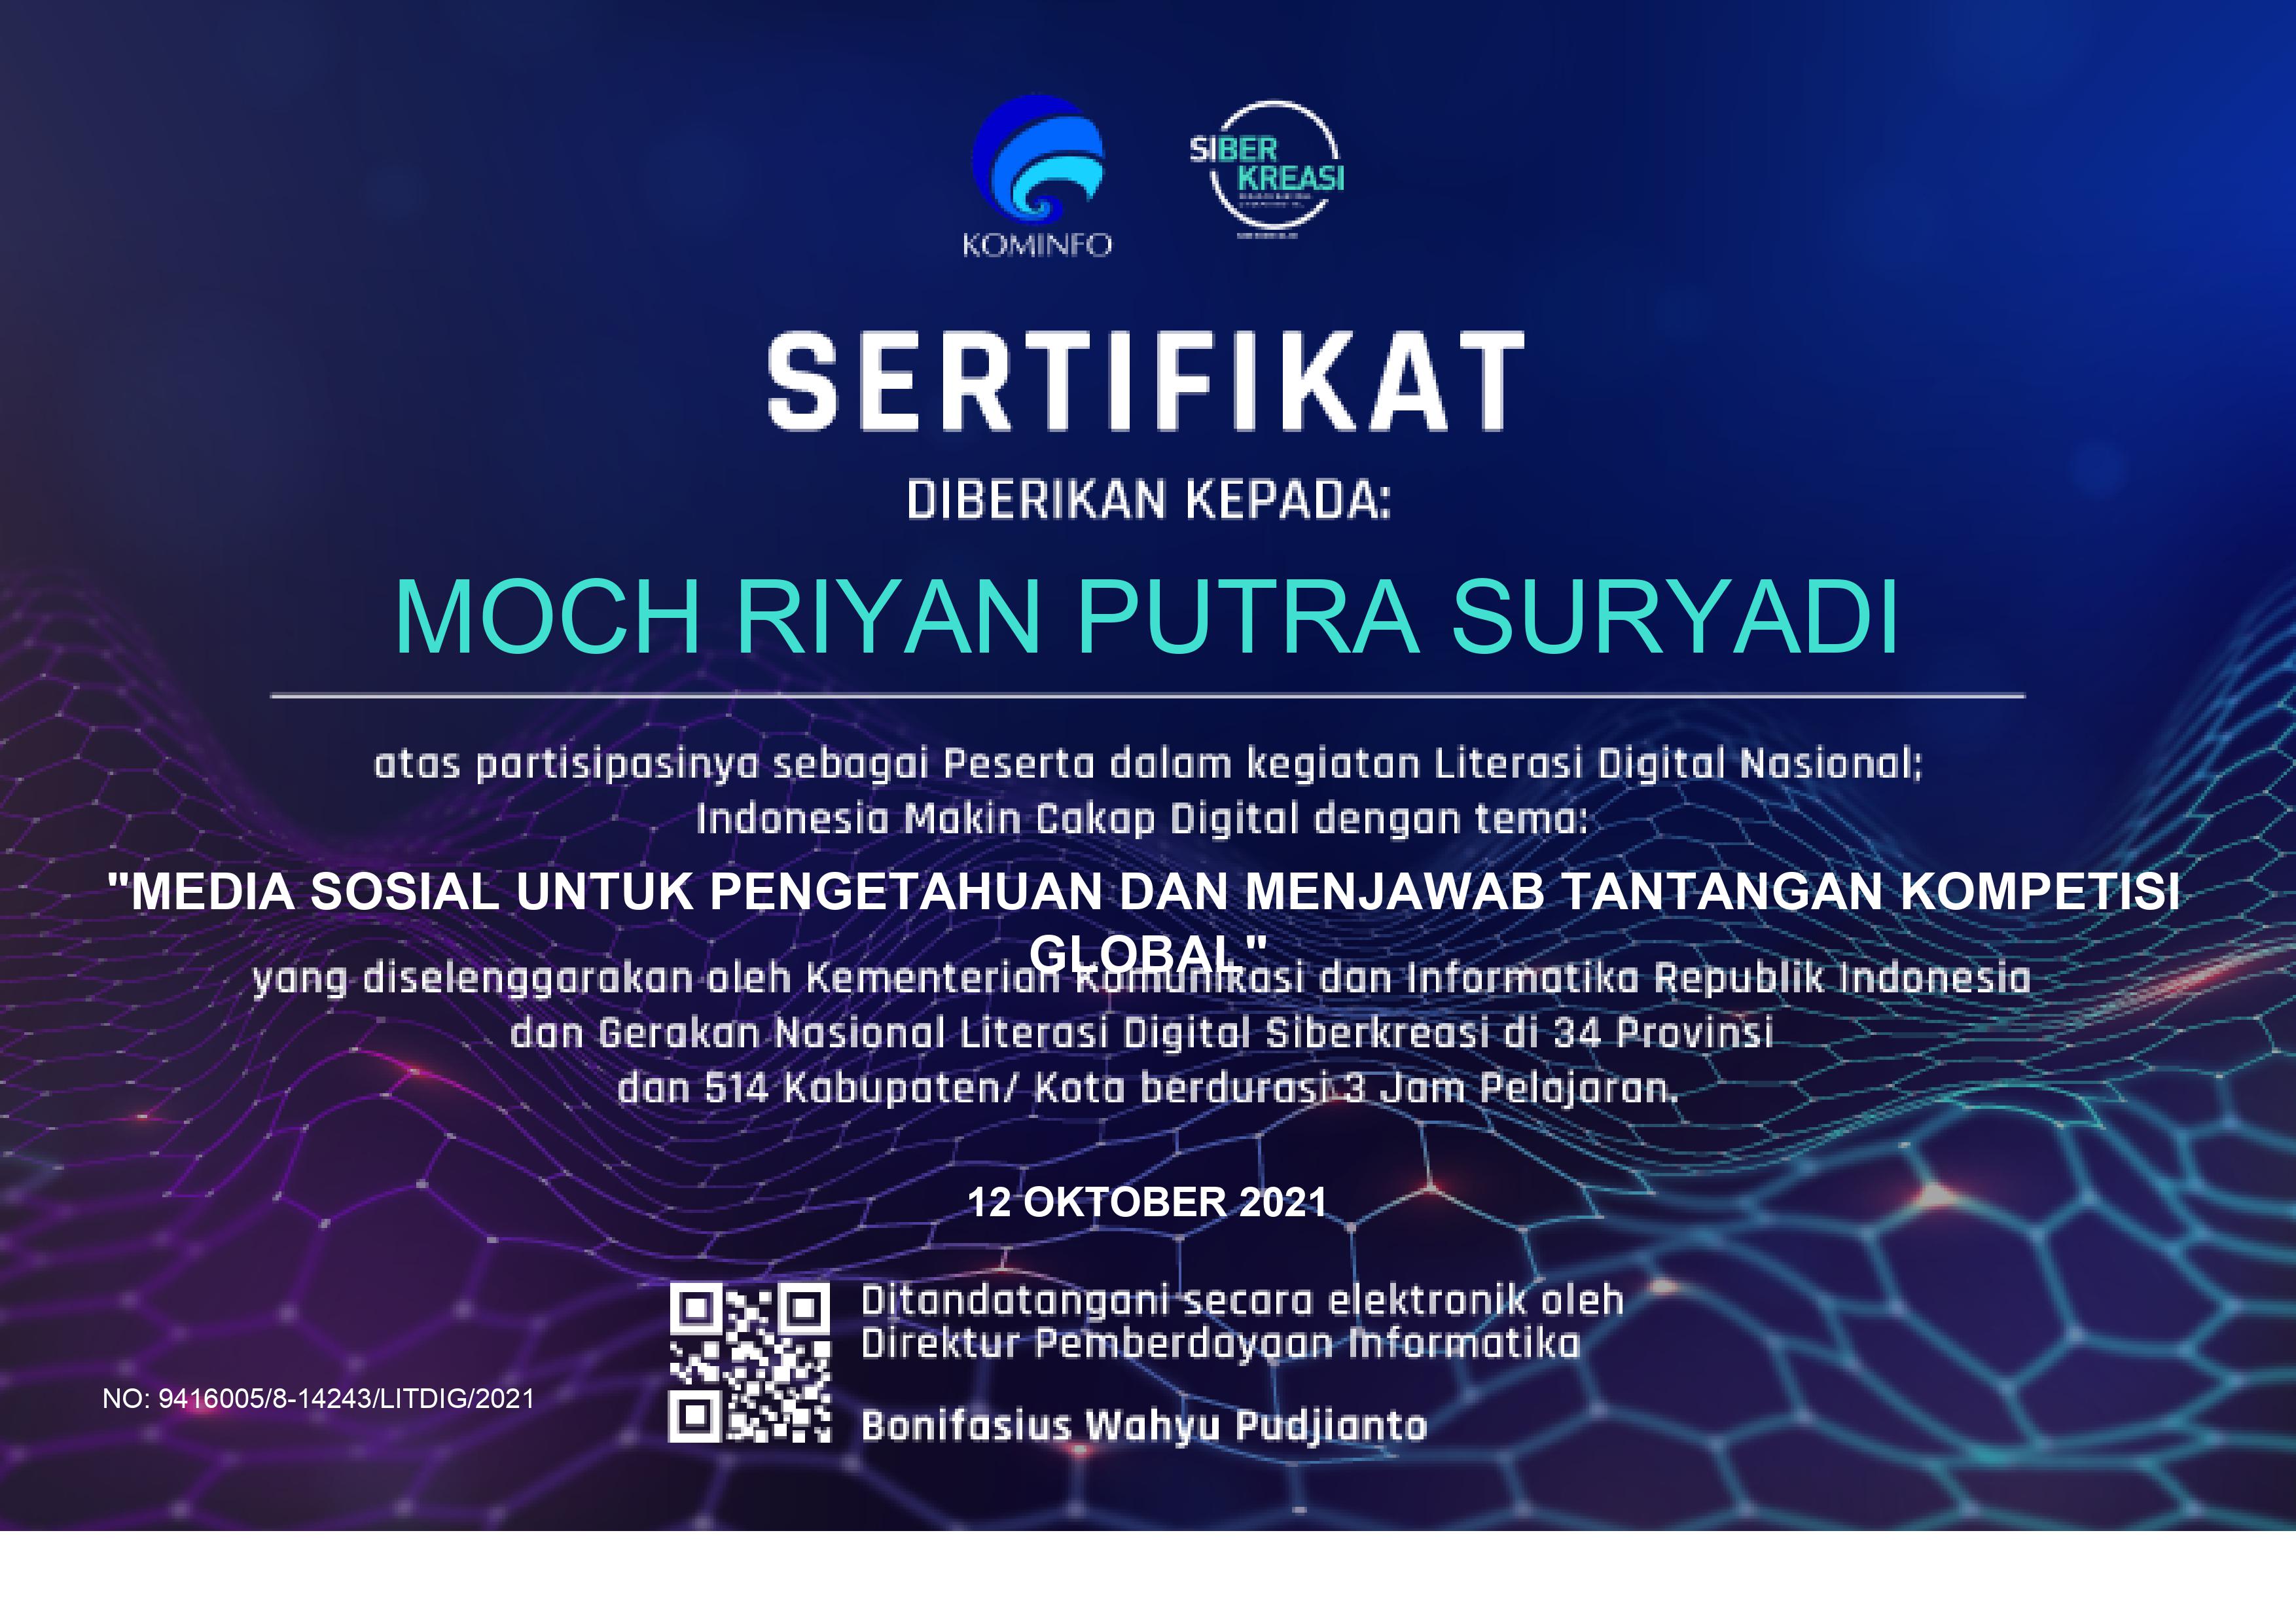 KOMINFO
SIBER
KREASI
SERTIFIKAT
DIBERIKAN KEPADA:
MOCH RIYAN PUTRA SURYADI
atas partisipasinya sebagai Peserta dalam kegiatan Literasi Digital Nasional;
Indonesia Makin Cakap Digital dengan tema:
"MEDIA SOSIAL UNTUK PENGETAHUAN DAN MENJAWAB TANTANGAN KOMPETISI
GLOBAL"
yang diselenggarakan oleh Kementerian Komunikasi dan Informatika Republik Indonesia
dan Gerakan Nasional Literasi Digital Siberkreasi di 34 Provinsi
dan 514 Kabupaten/ Kota berdurasi 3 Jam Pelajaran.
12 OKTOBER 2021
Ditandatangani secara elektronik oleh
Direktur Pemberdayaan Informatika
NO: 9416005/8-14243/LITDIG/2021
Bonifasius Wahyu Pudjianto